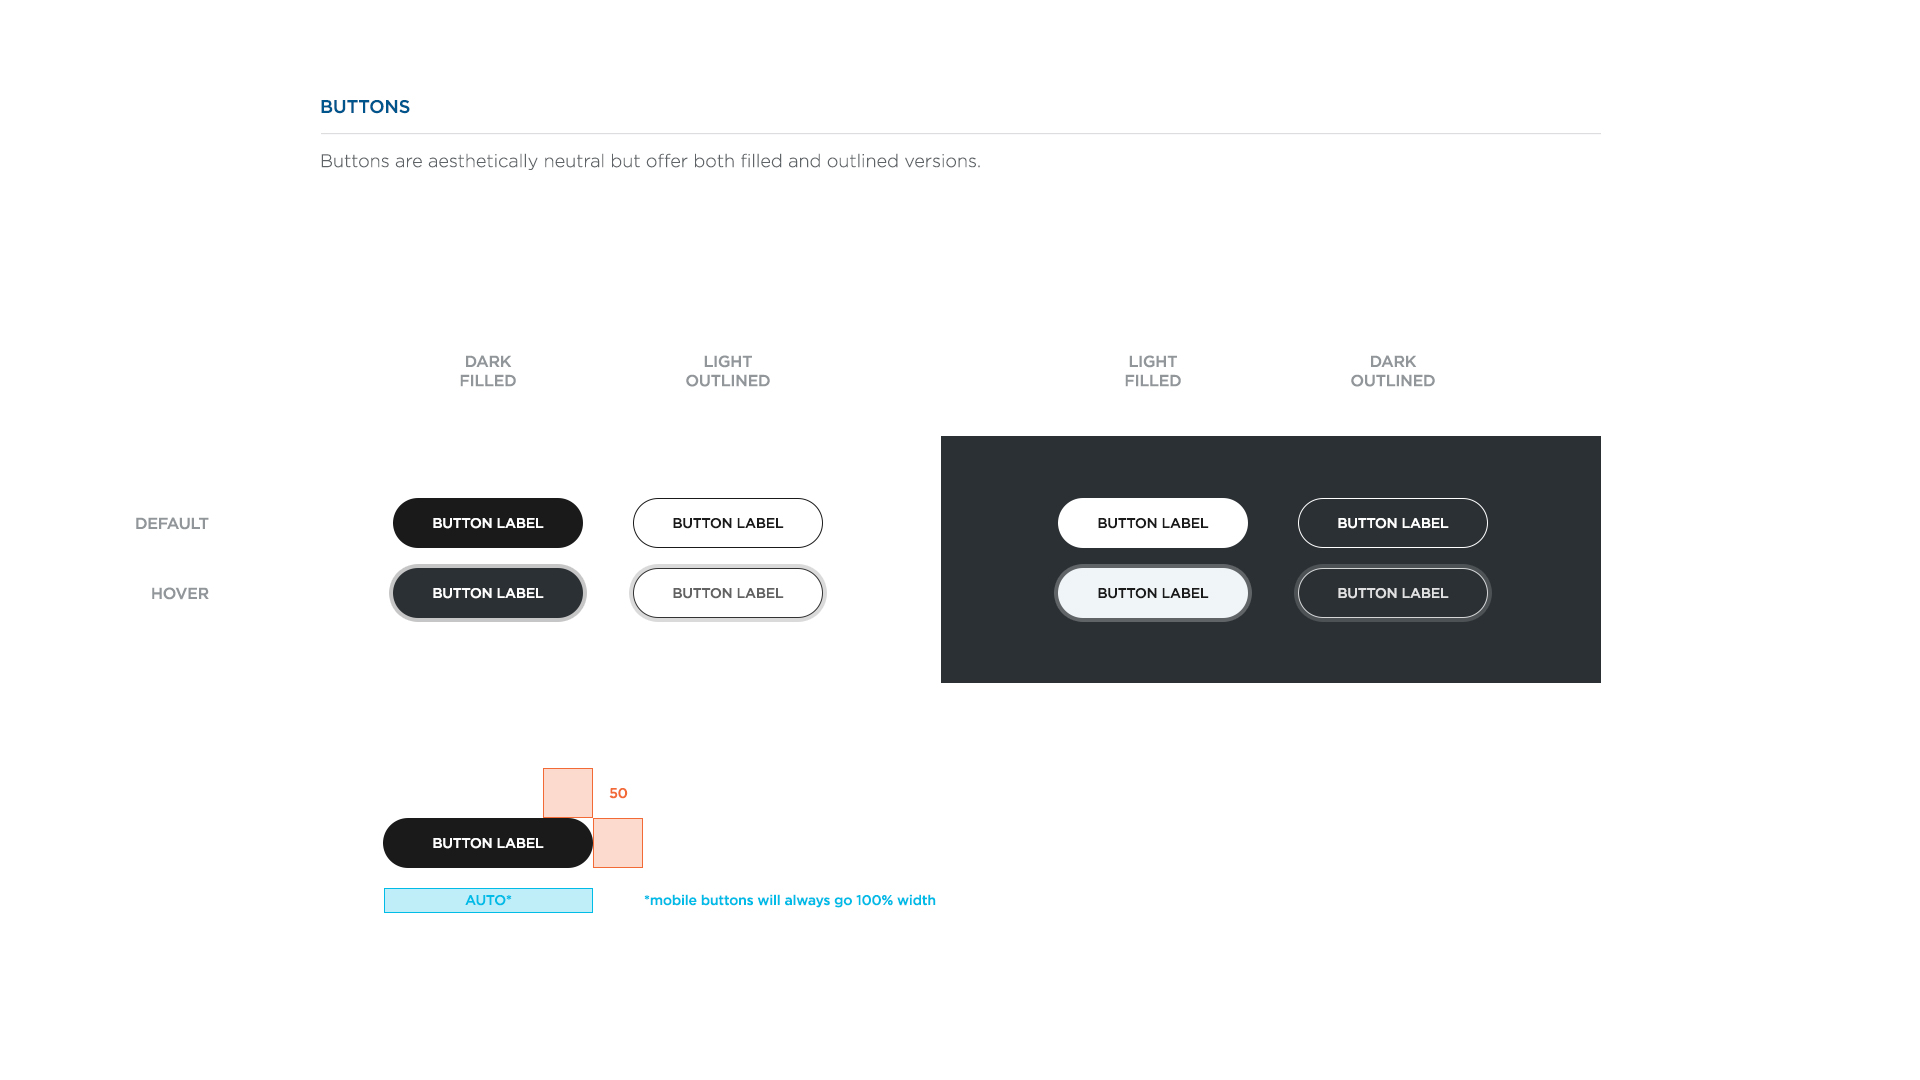 BUTTONS
Buttons are aesthetically neutral but offer both filled and outlined versions.
DARK
FILLED
LIGHT
OUTLINED
LIGHT
FILLED
DARK
OUTLINED
DEFAULT
BUTTON LABEL
BUTTON LABEL
BUTTON LABEL
BUTTON LABEL
HOVER
BUTTON LABEL
BUTTON LABEL
BUTTON LABEL
BUTTON LABEL
50
BUTTON LABEL
AUTO*
*mobile buttons will always go 100% width